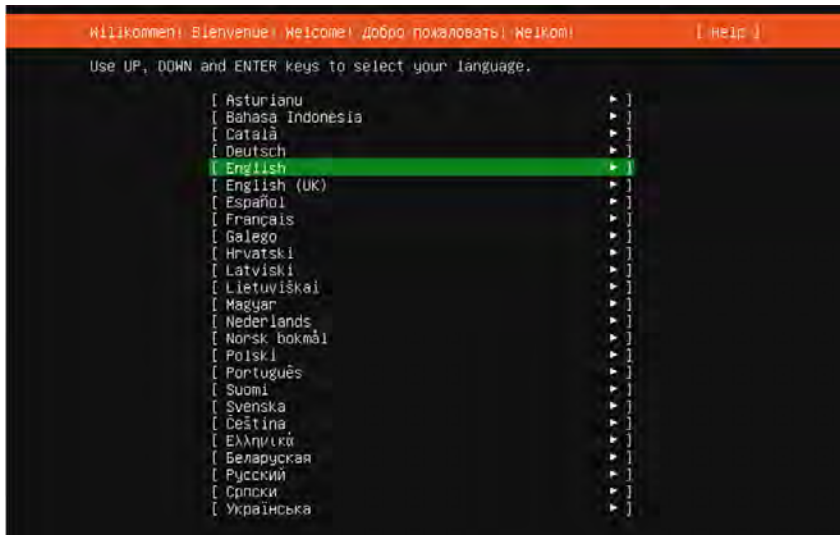 Willkommen! Bienvenue! Welcome! Добро пожаловать! Welkom! [ Help ]
Use UP, DOWN and ENTER keys to select your language.
[ Asturianu ► ]
[ Bahasa Indonesia ► ]
[ Català ► ]
[ Deutsch ► ]
[ English ► ]
[ English (UK) ► ]
[ Español ► ]
[ Français ► ]
[ Galego ► ]
[ Hrvatski ► ]
[ Latviski ► ]
[ Lietuviškai ► ]
[ Magyar ► ]
[ Nederlands ► ]
[ Norsk bokmål ► ]
[ Polski ► ]
[ Português ► ]
[ Suomi ► ]
[ Svenska ► ]
[ Čeština ► ]
[ Ελληνικά ► ]
[ Беларуская ► ]
[ Русский ► ]
[ Српски ► ]
[ Українська ► ]